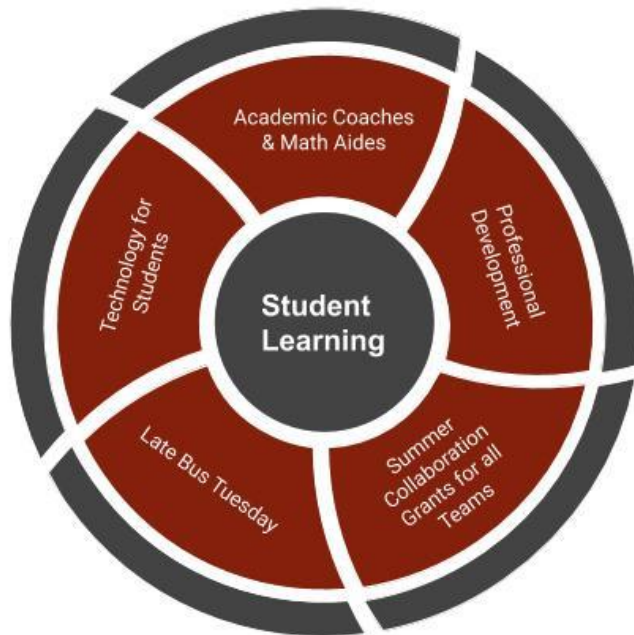 Academic Coaches
& Math Aides
Professional
Development
Summer
Collaboration
Grants for all
Teams
Late Bus Tuesday
Technology for
Students
Student
Learning